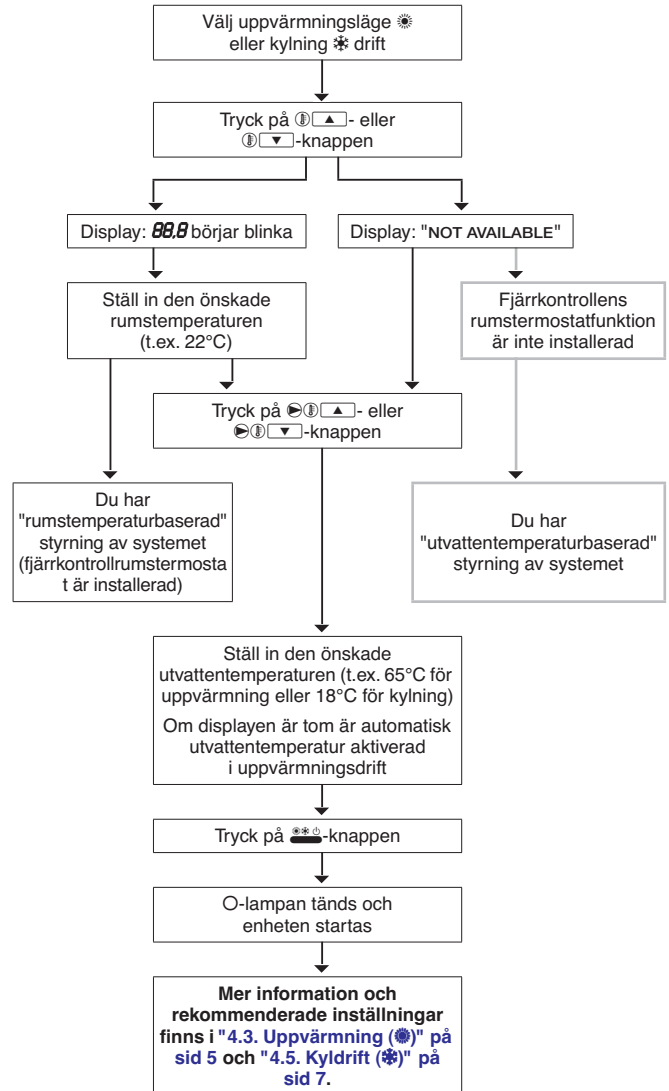 Välj uppvärmningsläge ☀
eller kylning ❄ drift
Tryck på ▲- eller
▼-knappen
Display: 88,8 börjar blinka
Display: "NOT AVAILABLE"
Ställ in den önskade
rumstemperaturen
(t.ex. 22°C)
Fjärrkontrollens
rumstermostatfunktion
är inte installerad
Tryck på ▲- eller
▼-knappen
Du har
"rumstemperaturbaserad"
styrning av systemet
(fjärrkontrollrumstermosta
t är installerad)
Du har
"utvattentemperaturbaserad"
styrning av systemet
Ställ in den önskade
utvattentemperaturen (t.ex. 65°C för
uppvärmning eller 18°C för kylning)
Om displayen är tom är automatisk
utvattentemperatur aktiverad
i uppvärmningsdrift
Tryck på -knappen
O-lampan tänds och
enheten startas
Mer information och
rekommenderade inställningar
finns i "4.3. Uppvärmning (☀)" på
sid 5 och "4.5. Kyldrift (❄)" på
sid 7.